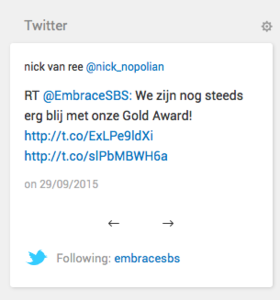 Twitter
nick van ree @nick_nopolian
RT @EmbraceSBS: We zijn nog steeds
erg blij met onze Gold Award!
http://t.co/ExLPe9ldXi
http://t.co/slPbMBWH6a
on 29/09/2015
← →
Following: embracesbs